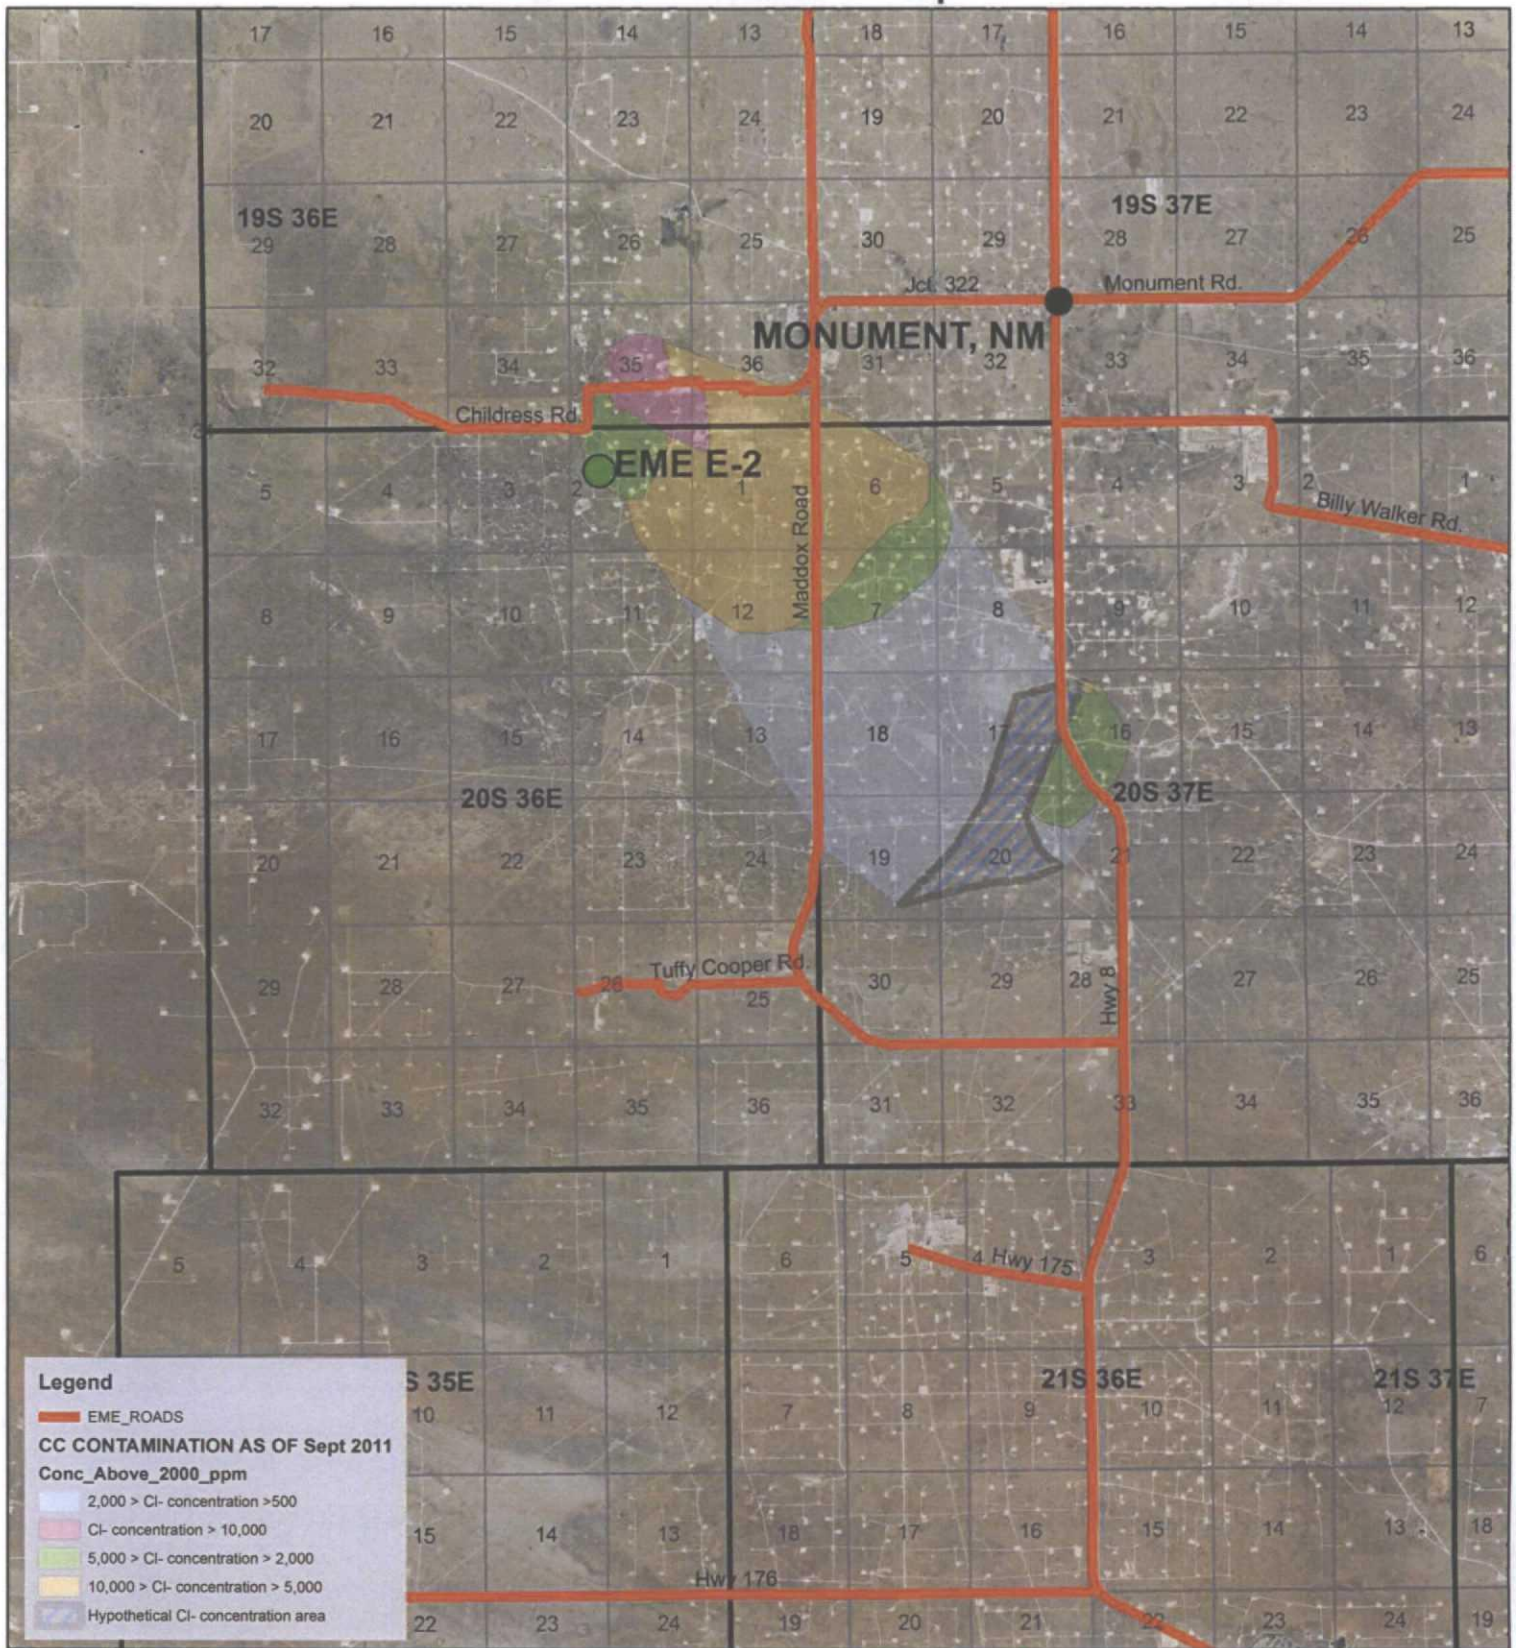 17 16 15 14 13 18 17 16 15 14 13
20 21 22 23 24 19 20 21 22 23 24
19S 36E 19S 37E
29 28 27 26 25 30 29 28 27 26 25
Jct. 322 Monument Rd.
MONUMENT, NM
32 33 34 35 36 31 32 33 34 35 36
Childress Rd
EME E-2
5 4 3 2 1 6 5 4 3 2 1
Maddox Road
Billy Walker Rd.
8 9 10 11 12 7 8 9 10 11 12
17 16 15 14 13 18 17 16 15 14 13
20S 36E 20S 37E
20 21 22 23 24 19 20 21 22 23 24
Tuffy Cooper Rd.
29 28 27 26 25 30 29 28 27 26 25
Hwy 8
32 33 34 35 36 31 32 33 34 35 36
5 4 3 2 1 6 5 4 3 2 1 6
Hwy 175
S 35E 21S 36E 21S 37E
10 11 12 7 8 9 10 11 12 7
15 14 13 18 17 16 15 14 13 18
Hwy 176
22 23 24 19 20 21 22 23 24 19
Legend
EME_ROADS
CC CONTAMINATION AS OF Sept 2011
Conc_Above_2000_ppm
2,000 > Cl- concentration >500
Cl- concentration > 10,000
5,000 > Cl- concentration > 2,000
10,000 > Cl- concentration > 5,000
Hypothetical Cl- concentration area